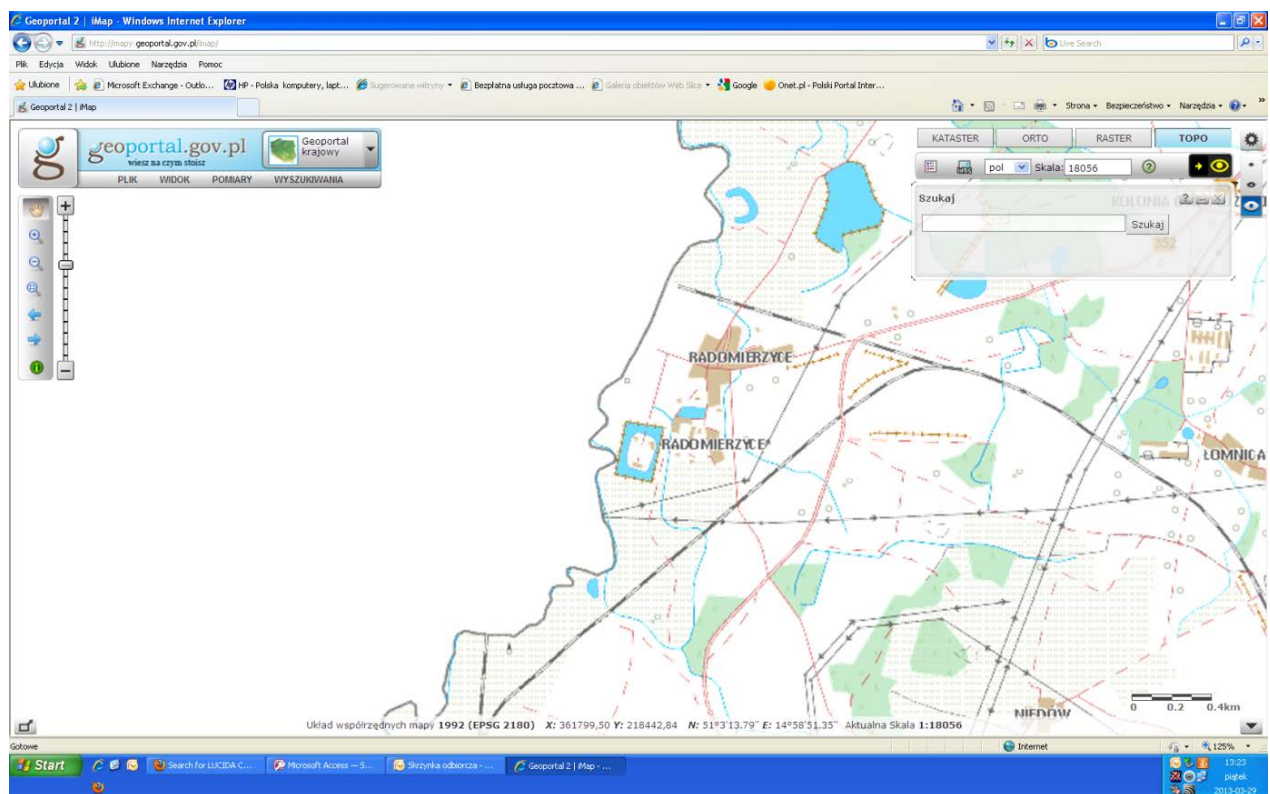 Geoportal 2 | iMap - Windows Internet Explorer
http://mapy.geoportal.gov.pl/imap/
Live Search
Plik Edycja Widok Ulubione Narzędzia Pomoc
Ulubione Microsoft Exchange - Outlo... HP - Polska komputery, lapt... Sugerowane witryny Bezpłatna usługa pocztowa ... Galeria obiektów Web Slice Google Onet.pl - Polski Portal Inter...
Geoportal 2 | iMap
Strona Bezpieczeństwo Narzędzia
geoportal.gov.pl
wiesz na czym stoisz
Geoportal
krajowy
PLIK WIDOK POMIARY WYSZUKIWANIA
KATASTER ORTO RASTER TOPO
pol Skala: 18056
Szukaj
Szukaj
KOLONIA
352
RADOMIERZYCE
RADOMIERZYCE
ŁOMNICA
NIEDÓW
0 0.2 0.4km
Układ współrzędnych mapy 1992 (EPSG 2180) X: 361799,50 Y: 218442,84 N: 51°3'13.79" E: 14°58'51.35" Aktualna Skala 1:18056
Gotowe
Internet
125%
Start
Search for LUCIDA C...
Microsoft Access — S...
Skrzynka odbiorcza - ...
Geoportal 2 | iMap - ...
13:23
piątek
2013-03-29